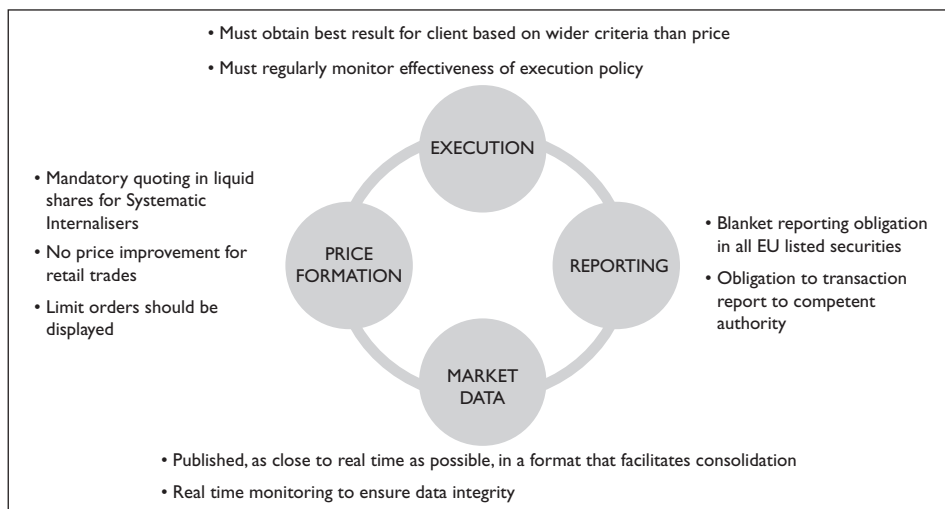 • Must obtain best result for client based on wider criteria than price
• Must regularly monitor effectiveness of execution policy
EXECUTION
• Mandatory quoting in liquid
shares for Systematic
Internalisers
• No price improvement for
retail trades
• Limit orders should be
displayed
PRICE
FORMATION
REPORTING
• Blanket reporting obligation
in all EU listed securities
• Obligation to transaction
report to competent
authority
MARKET
DATA
• Published, as close to real time as possible, in a format that facilitates consolidation
• Real time monitoring to ensure data integrity